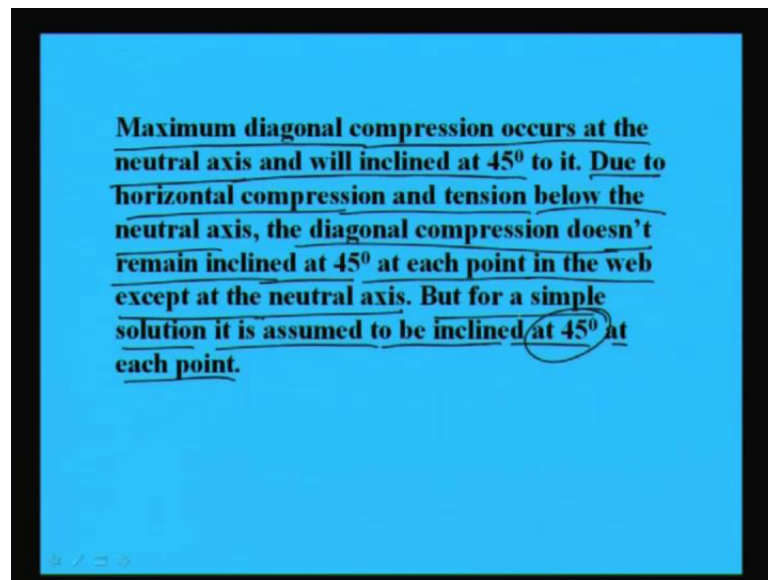 Maximum diagonal compression occurs at the
neutral axis and will inclined at 45⁰ to it. Due to
horizontal compression and tension below the
neutral axis, the diagonal compression doesn’t
remain inclined at 45⁰ at each point in the web
except at the neutral axis. But for a simple
solution it is assumed to be inclined at 45⁰ at
each point.